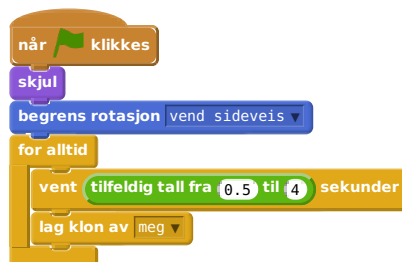 når klikkes
skjul
begrens rotasjon vend sideveis
for alltid
vent tilfeldig tall fra 0.5 til 4 sekunder
lag klon av meg